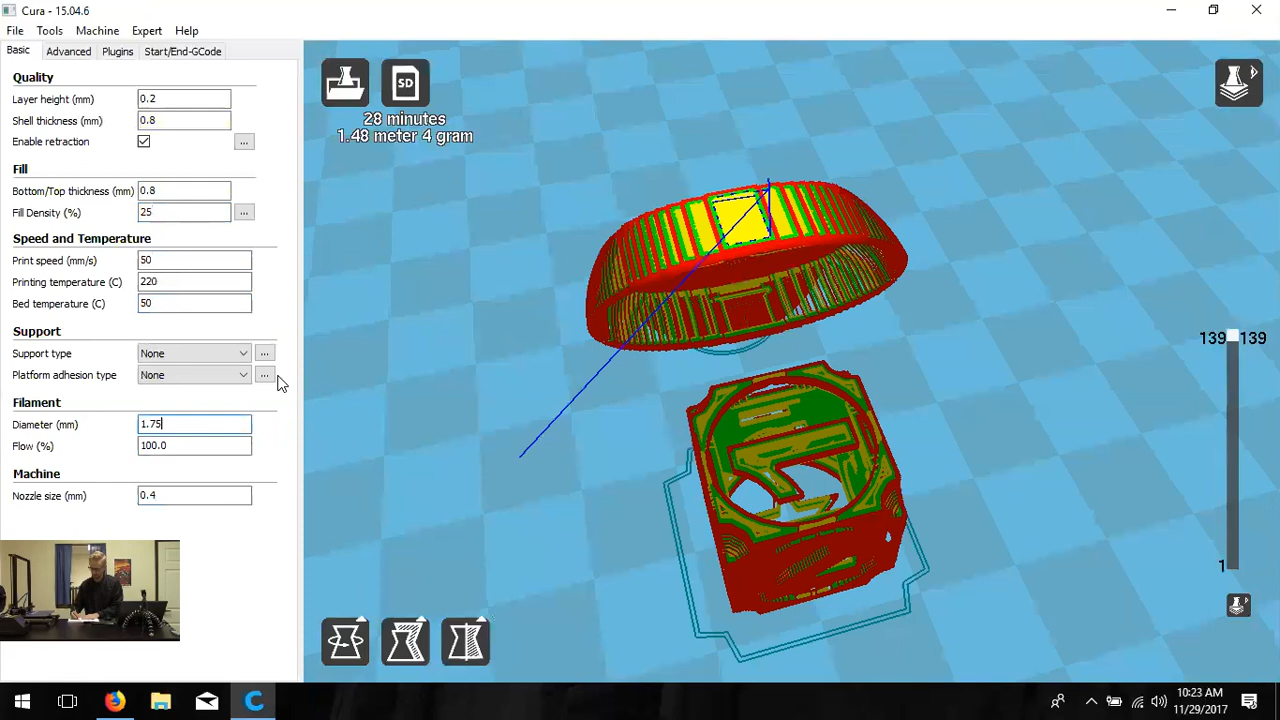 Cura - 15.04.6
File Tools Machine Expert Help
Basic Advanced Plugins Start/End-GCode
Quality
Layer height (mm) 0.2
Shell thickness (mm) 0.8
Enable retraction ...
Fill
Bottom/Top thickness (mm) 0.8
Fill Density (%) 25 ...
Speed and Temperature
Print speed (mm/s) 50
Printing temperature (C) 220
Bed temperature (C) 50
Support
Support type None ...
Platform adhesion type None ...
Filament
Diameter (mm) 1.75
Flow (%) 100.0
Machine
Nozzle size (mm) 0.4
SD
28 minutes
1.48 meter 4 gram
139 139
1
10:23 AM
11/29/2017